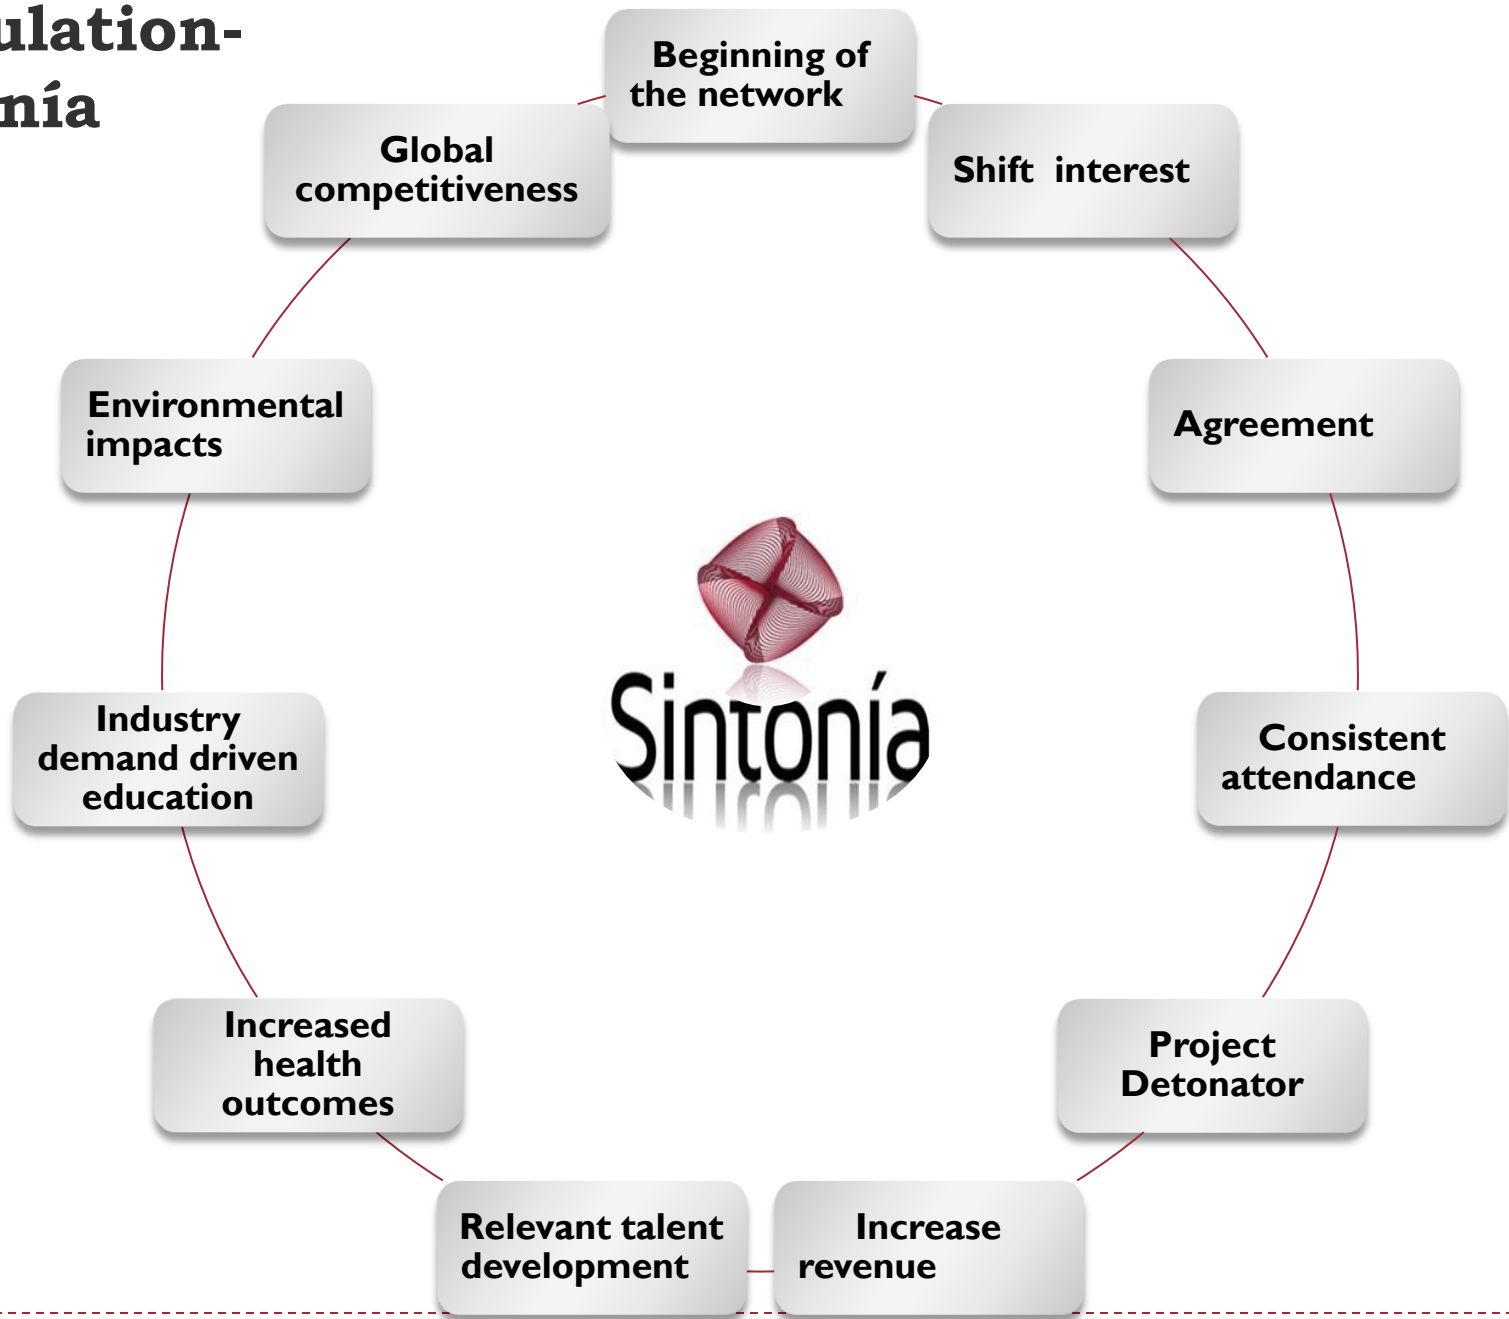 ulation-
nía
Beginning of
the network
Shift interest
Agreement
Consistent
attendance
Project
Detonator
Increase
revenue
Relevant talent
development
Increased
health
outcomes
Industry
demand driven
education
Environmental
impacts
Global
competitiveness
Sintonía